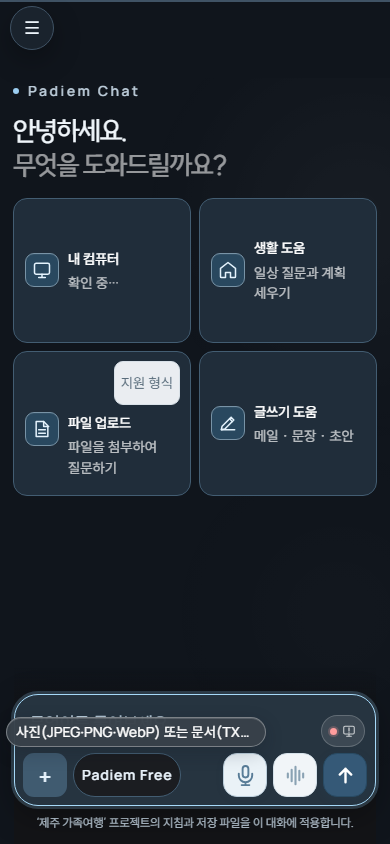 Padiem Chat
안녕하세요.
무엇을 도와드릴까요?
내 컴퓨터
확인 중…
생활 도움
일상 질문과 계획
세우기
지원 형식
파일 업로드
파일을 첨부하여
질문하기
글쓰기 도움
메일 · 문장 · 초안
사진(JPEG·PNG·WebP) 또는 문서(TX...
+
Padiem Free
'제주 가족여행' 프로젝트의 지침과 저장 파일을 이 대화에 적용합니다.